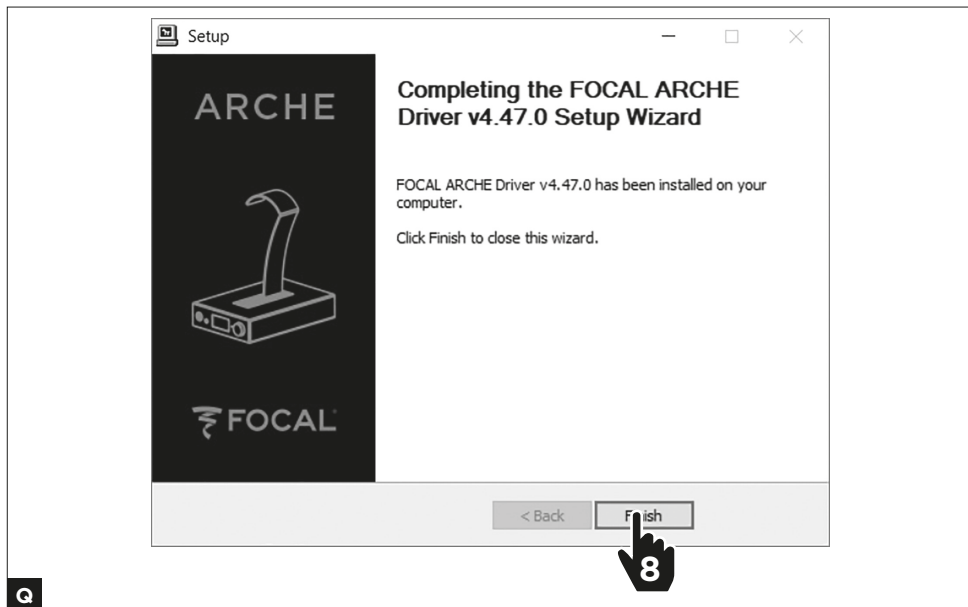 Setup
ARCHE
FOCAL
Completing the FOCAL ARCHE
Driver v4.47.0 Setup Wizard
FOCAL ARCHE Driver v4.47.0 has been installed on your
computer.
Click Finish to close this wizard.
< Back
Finish
8
Q